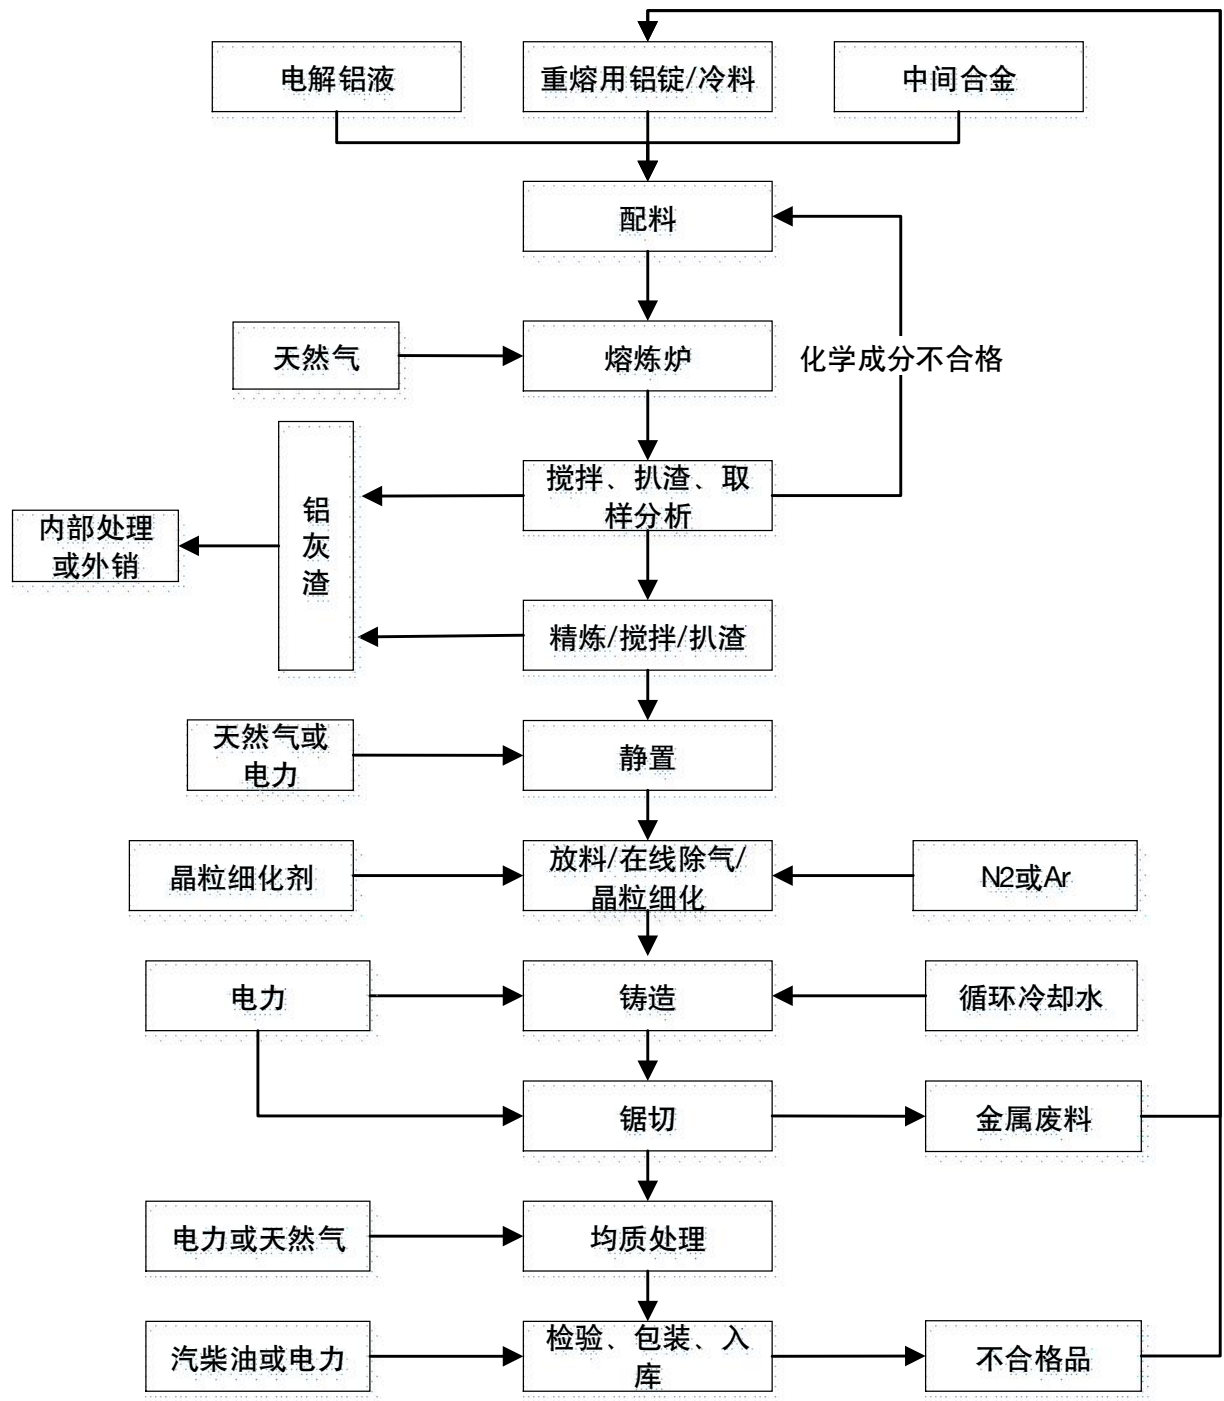 电解铝液
重熔用铝锭/冷料
中间合金
配料
天然气
熔炼炉
化学成分不合格
搅拌、扒渣、取
样分析
铝
灰
渣
内部处理
或外销
精炼/搅拌/扒渣
天然气或
电力
静置
晶粒细化剂
放料/在线除气/
晶粒细化
N2或Ar
电力
铸造
循环冷却水
锯切
金属废料
电力或天然气
均质处理
汽柴油或电力
检验、包装、入
库
不合格品